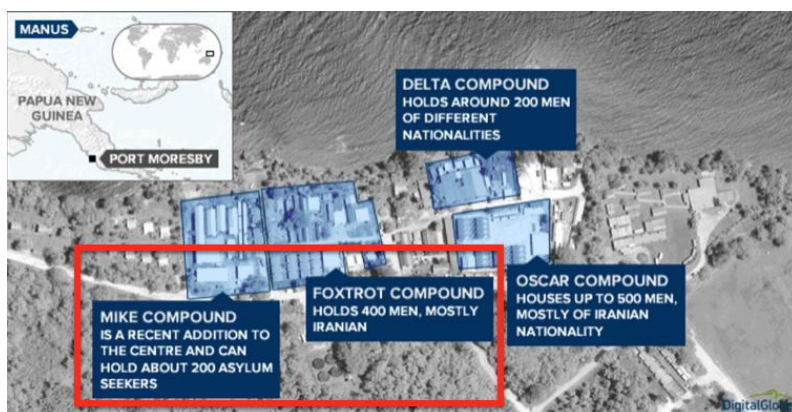 MANUS
PAPUA NEW
GUINEA
PORT MORESBY
DELTA COMPOUND
HOLDS AROUND 200 MEN
OF DIFFERENT
NATIONALITIES
MIKE COMPOUND
IS A RECENT ADDITION TO
THE CENTRE AND CAN
HOLD ABOUT 200 ASYLUM
SEEKERS
FOXTROT COMPOUND
HOLDS 400 MEN, MOSTLY
IRANIAN
OSCAR COMPOUND
HOUSES UP TO 500 MEN,
MOSTLY OF IRANIAN
NATIONALITY
DigitalGlobe